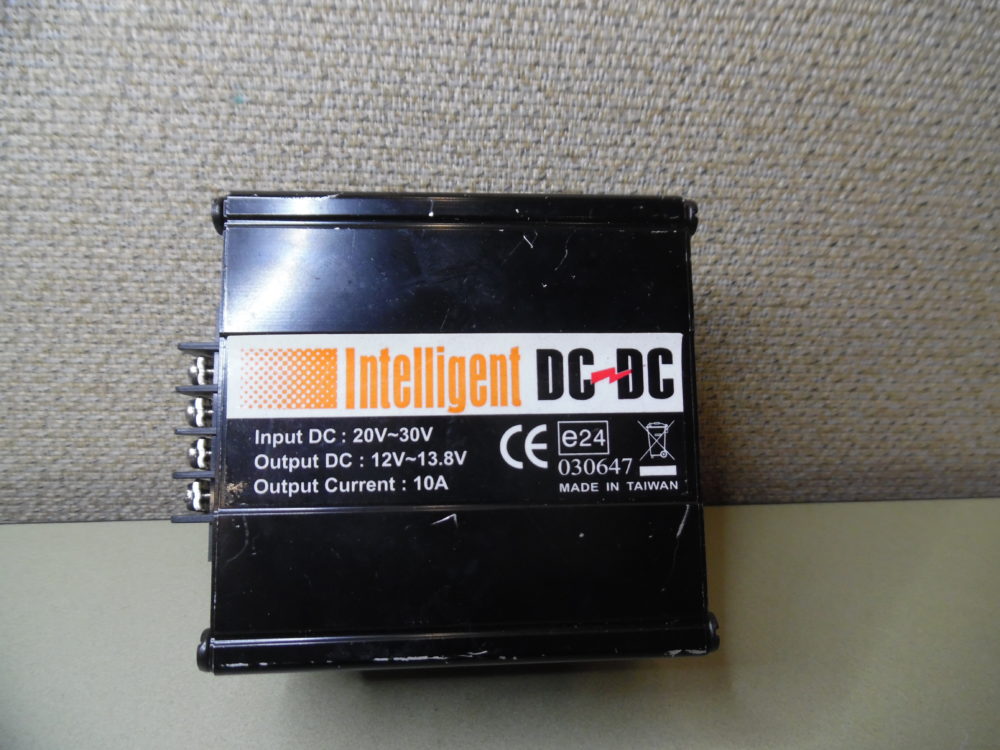 Intelligent DC DC
Input DC : 20V~30V
Output DC : 12V~13.8V
Output Current : 10A
CE e24
030647
MADE IN TAIWAN